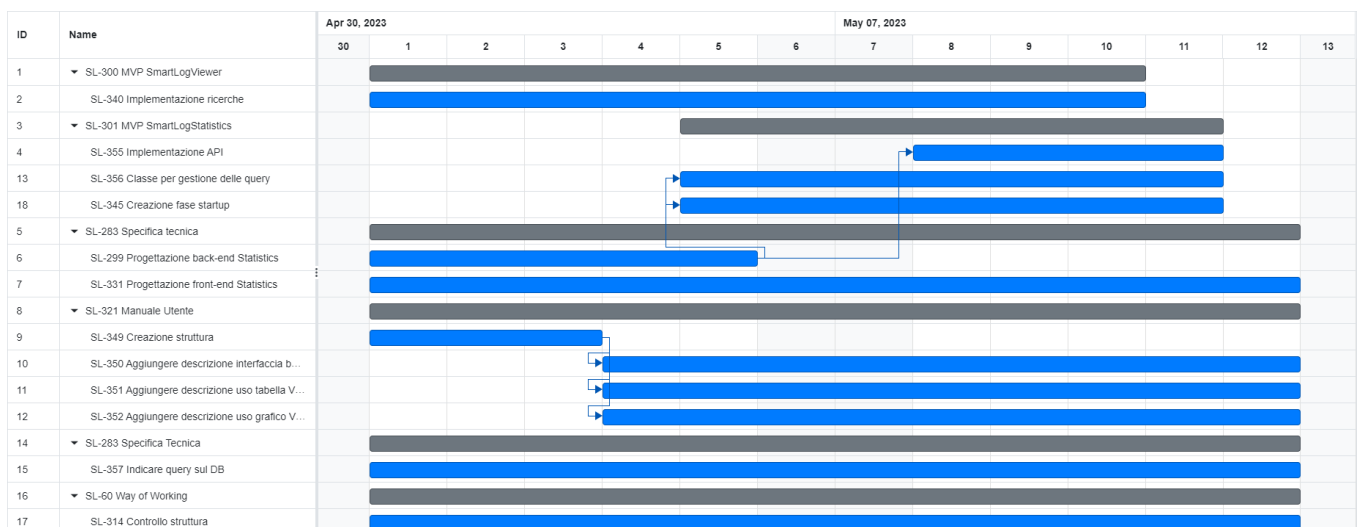 ID Name Apr 30, 2023 May 07, 2023
30 1 2 3 4 5 6 7 8 9 10 11 12 13
1 SL-300 MVP SmartLogViewer
2 SL-340 Implementazione ricerche
3 SL-301 MVP SmartLogStatistics
4 SL-355 Implementazione API
13 SL-356 Classe per gestione delle query
18 SL-345 Creazione fase startup
5 SL-283 Specifica tecnica
6 SL-299 Progettazione back-end Statistics
7 SL-331 Progettazione front-end Statistics
8 SL-321 Manuale Utente
9 SL-349 Creazione struttura
10 SL-350 Aggiungere descrizione interfaccia b...
11 SL-351 Aggiungere descrizione uso tabella V...
12 SL-352 Aggiungere descrizione uso grafico V...
14 SL-283 Specifica Tecnica
15 SL-357 Indicare query sul DB
16 SL-60 Way of Working
17 SL-314 Controllo struttura